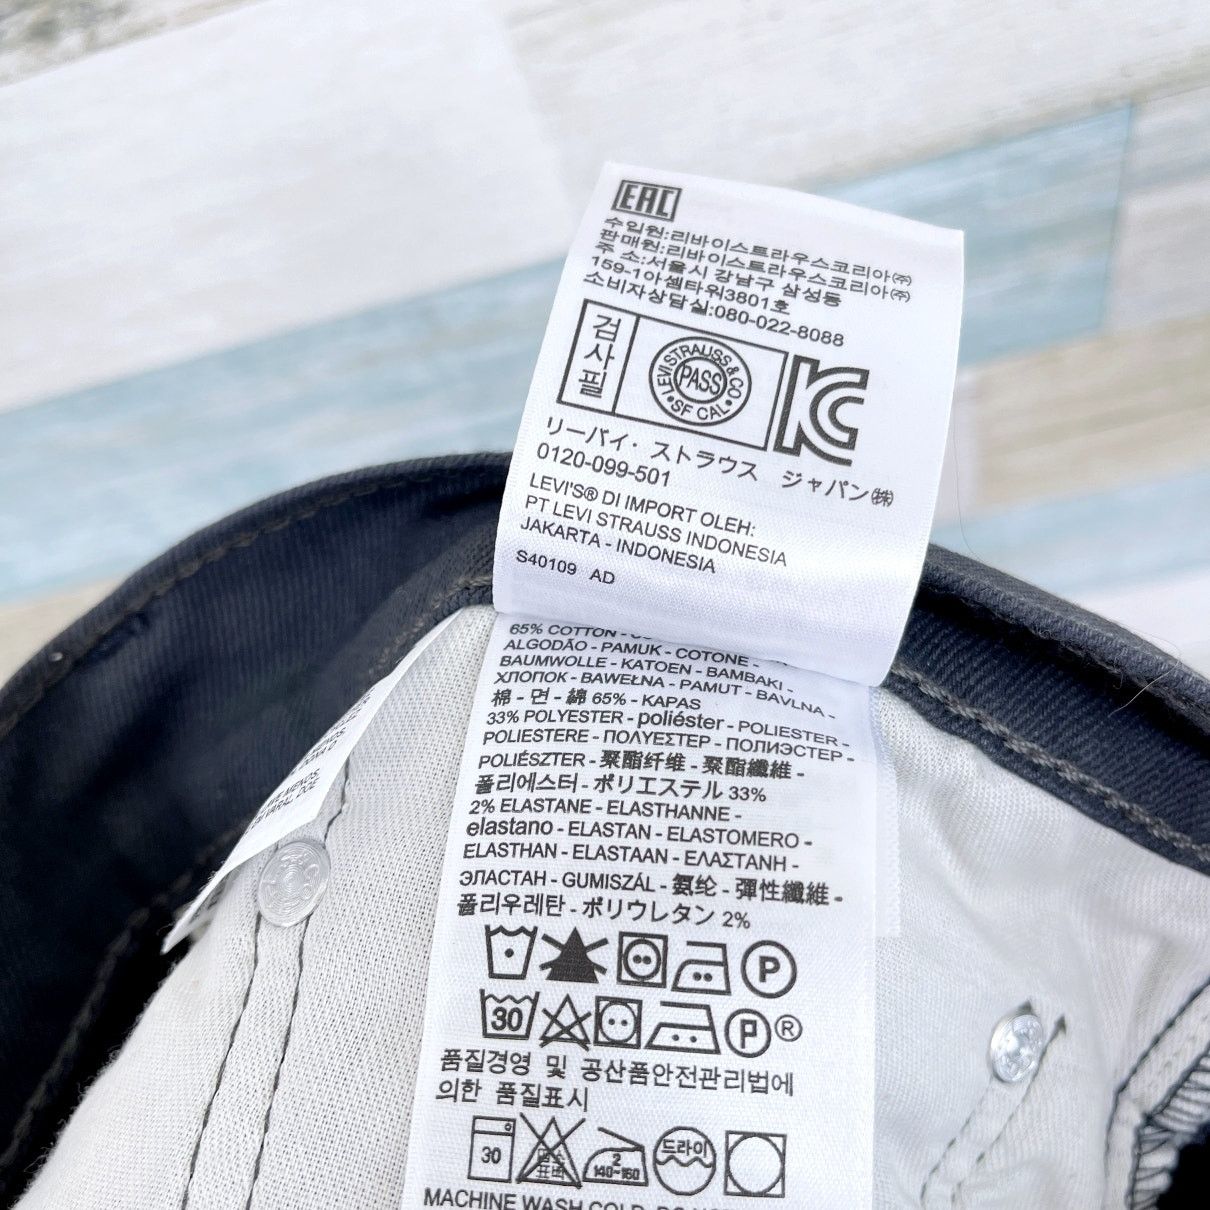 EAC
수입원:리바이스트라우스코리아㈜
판매원:리바이스트라우스코리아㈜
주 소:서울시 강남구 삼성동
159-1아셈타워3801호
소비자상담실:080-022-8088
검사필
LEVI STRAUSS & CO
PASS
SF CAL
KC
リーバイ・ストラウス ジャパン㈱
0120-099-501
LEVI'S® DI IMPORT OLEH:
PT LEVI STRAUSS INDONESIA
JAKARTA - INDONESIA
S40109 AD
65% COTTON -
ALGODÃO - PAMUK - COTONE -
BAUMWOLLE - KATOEN - BAMBAKI -
ХЛОПОК - BAWEŁNA - PAMUT - BAVLNA -
棉 - 면 - 綿 65% - KAPAS
33% POLYESTER - poliéster - POLIESTER -
POLIESTERE - ΠΟΛΥΕΣΤΕΡ - ПОЛИЭСТЕР -
POLIÉSZTER - 聚酯纤维 - 聚酯纖維 -
폴리에스터 - ポリエステル 33%
2% ELASTANE - ELASTHANNE -
elastano - ELASTAN - ELASTOMERO -
ELASTHAN - ELASTAAN - ΕΛΑΣΤΑΝΗ -
ЭЛАСТАН - GUMISZÁL - 氨纶 - 彈性纖維 -
폴리우레탄 - ポリウレタン 2%
P
30 P ®
품질경영 및 공산품안전관리법에
의한 품질표시
30 염소표백 2 140~160 드라이
MACHINE WASH COLD